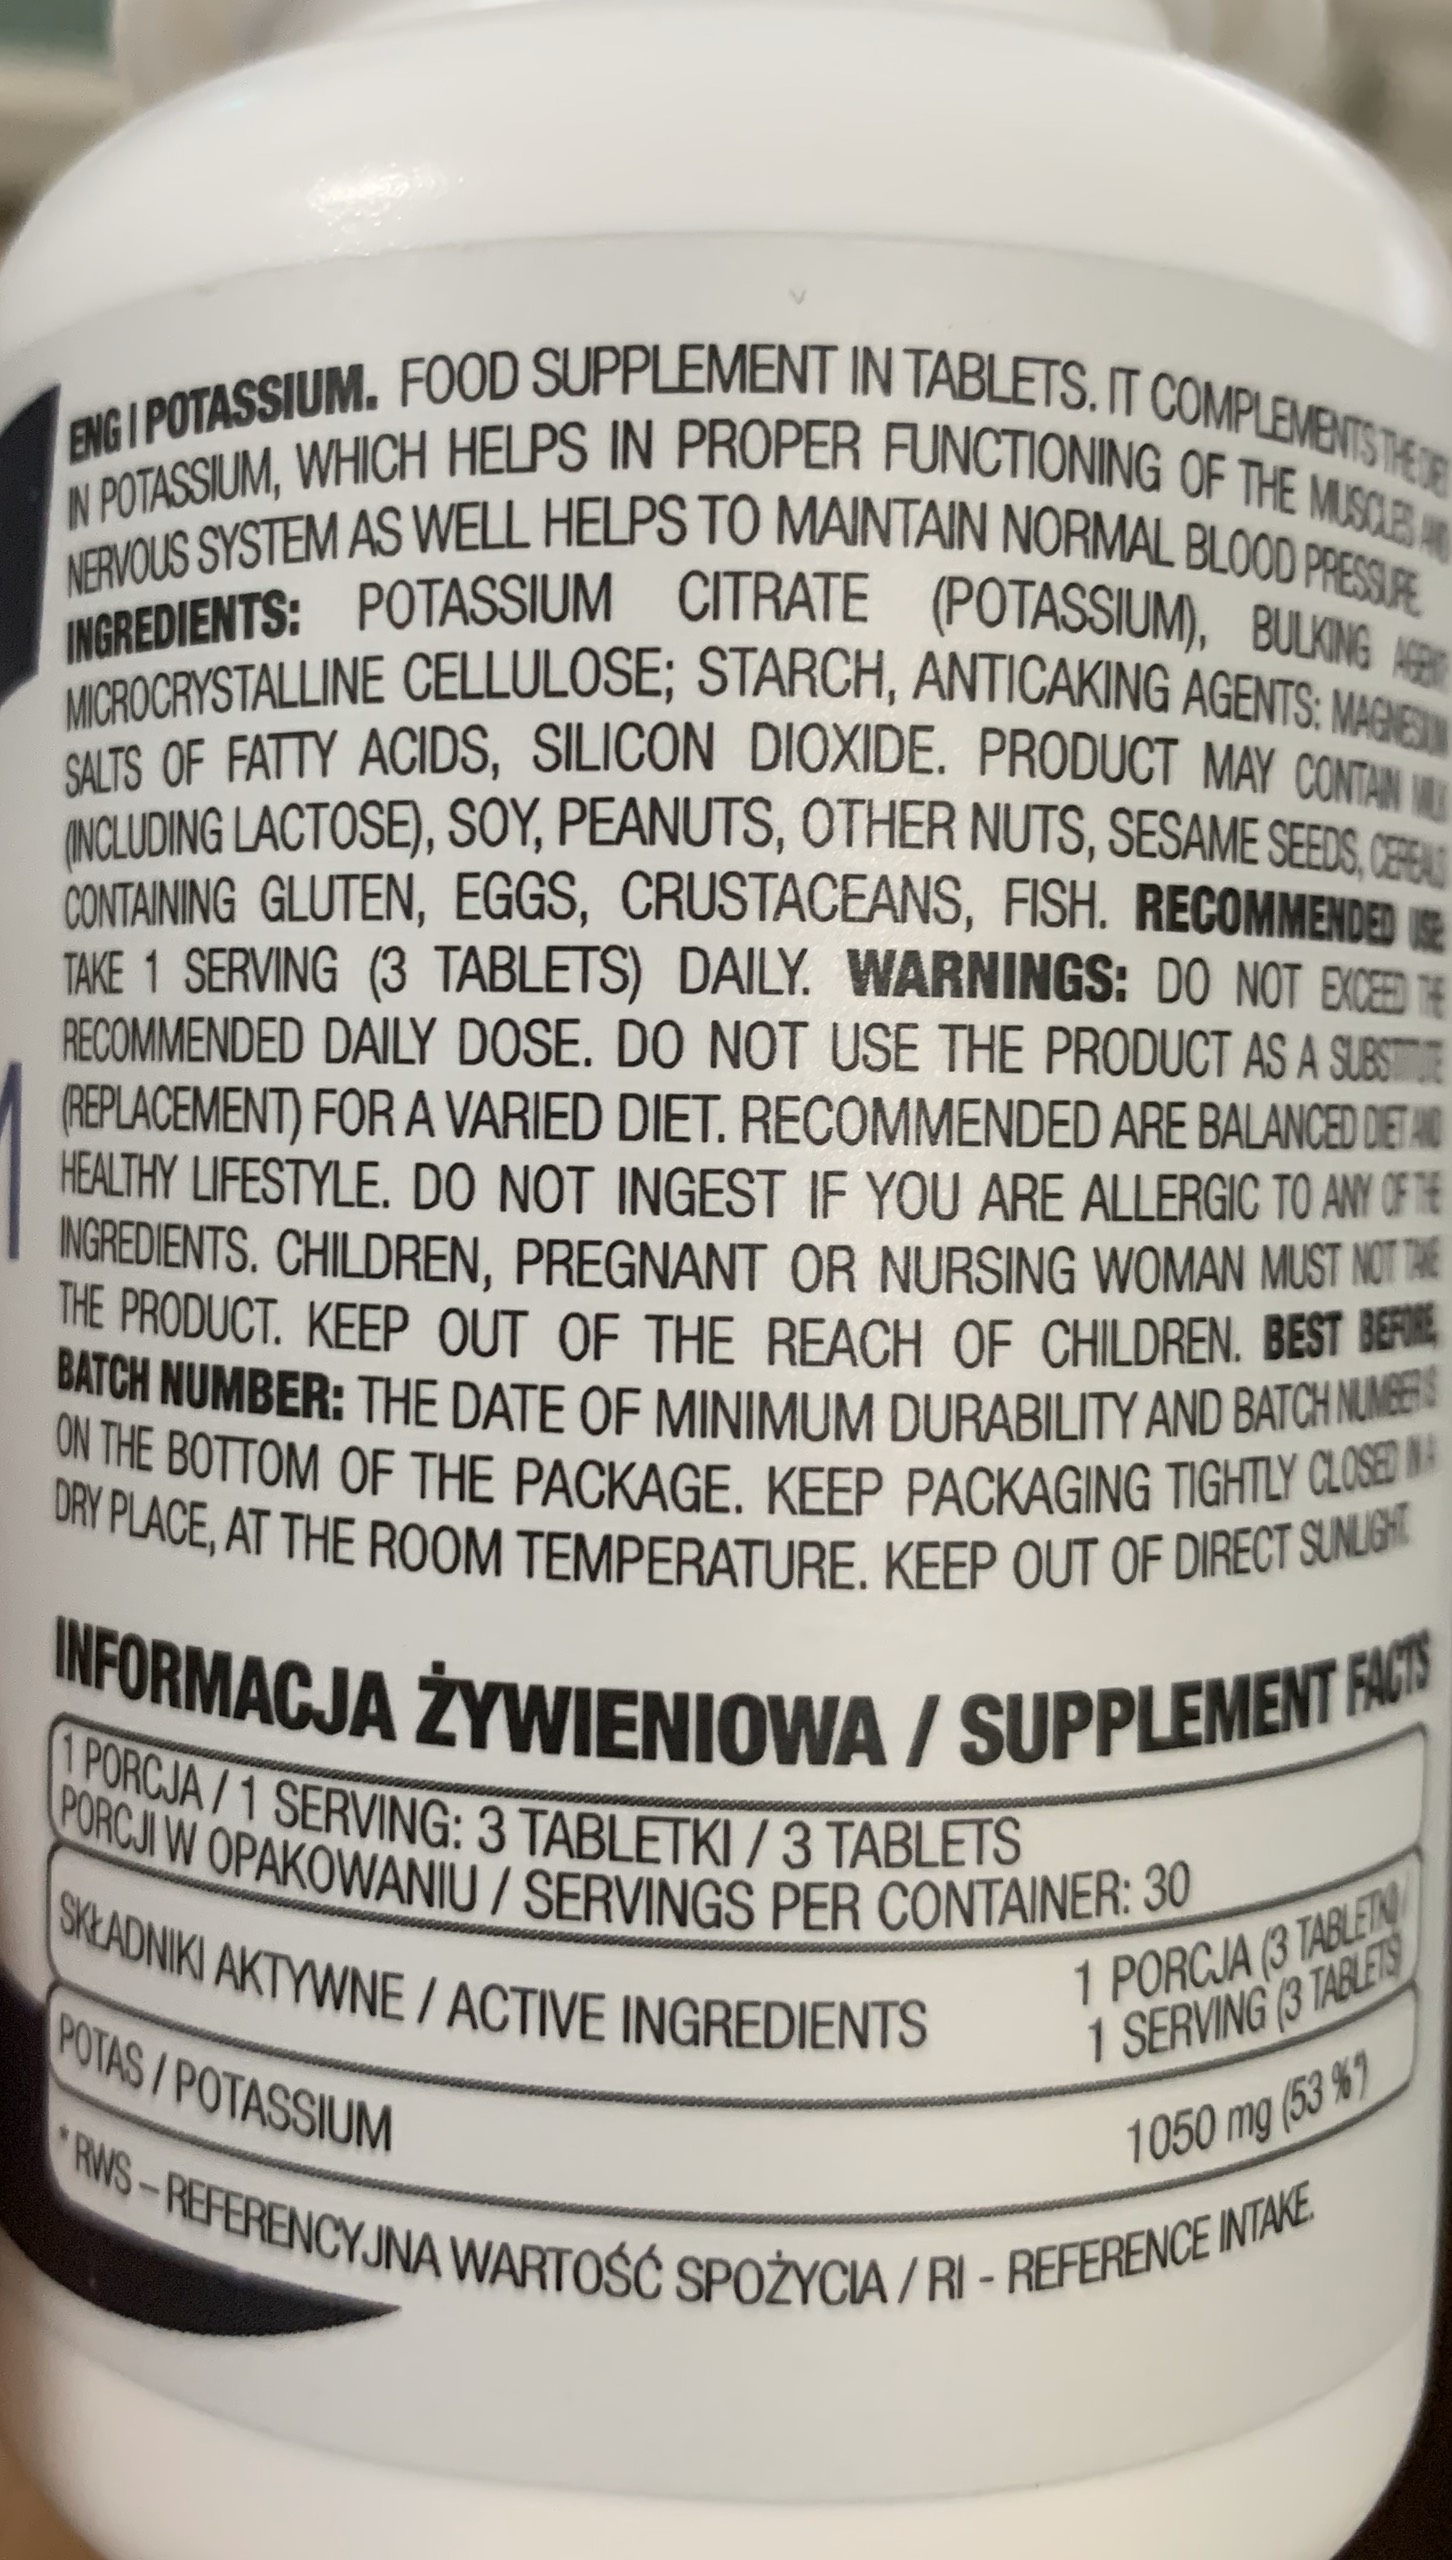 ENG | POTASSIUM. FOOD SUPPLEMENT IN TABLETS. IT COMPLEMENTS THE DIET
IN POTASSIUM, WHICH HELPS IN PROPER FUNCTIONING OF THE MUSCLES AND
NERVOUS SYSTEM AS WELL HELPS TO MAINTAIN NORMAL BLOOD PRESSURE.
INGREDIENTS: POTASSIUM CITRATE (POTASSIUM), BULKING AGENT:
MICROCRYSTALLINE CELLULOSE; STARCH, ANTICAKING AGENTS: MAGNESIUM
SALTS OF FATTY ACIDS, SILICON DIOXIDE. PRODUCT MAY CONTAIN MILK
(INCLUDING LACTOSE), SOY, PEANUTS, OTHER NUTS, SESAME SEEDS, CEREALS
CONTAINING GLUTEN, EGGS, CRUSTACEANS, FISH. RECOMMENDED USE:
TAKE 1 SERVING (3 TABLETS) DAILY. WARNINGS: DO NOT EXCEED THE
RECOMMENDED DAILY DOSE. DO NOT USE THE PRODUCT AS A SUBSTITUTE
(REPLACEMENT) FOR A VARIED DIET. RECOMMENDED ARE BALANCED DIET AND
HEALTHY LIFESTYLE. DO NOT INGEST IF YOU ARE ALLERGIC TO ANY OF THE
INGREDIENTS. CHILDREN, PREGNANT OR NURSING WOMAN MUST NOT TAKE
THE PRODUCT. KEEP OUT OF THE REACH OF CHILDREN. BEST BEFORE,
BATCH NUMBER: THE DATE OF MINIMUM DURABILITY AND BATCH NUMBER IS
ON THE BOTTOM OF THE PACKAGE. KEEP PACKAGING TIGHTLY CLOSED IN A
DRY PLACE, AT THE ROOM TEMPERATURE. KEEP OUT OF DIRECT SUNLIGHT.
INFORMACJA ŻYWIENIOWA / SUPPLEMENT FACTS
1 PORCJA / 1 SERVING: 3 TABLETKI / 3 TABLETS
PORCJI W OPAKOWANIU / SERVINGS PER CONTAINER: 30
SKŁADNIKI AKTYWNE / ACTIVE INGREDIENTS
1 PORCJA (3 TABLETKI) /
1 SERVING (3 TABLETS)
POTAS / POTASSIUM 1050 mg (53 %*)
* RWS – REFERENCYJNA WARTOŚĆ SPOŻYCIA / RI - REFERENCE INTAKE.